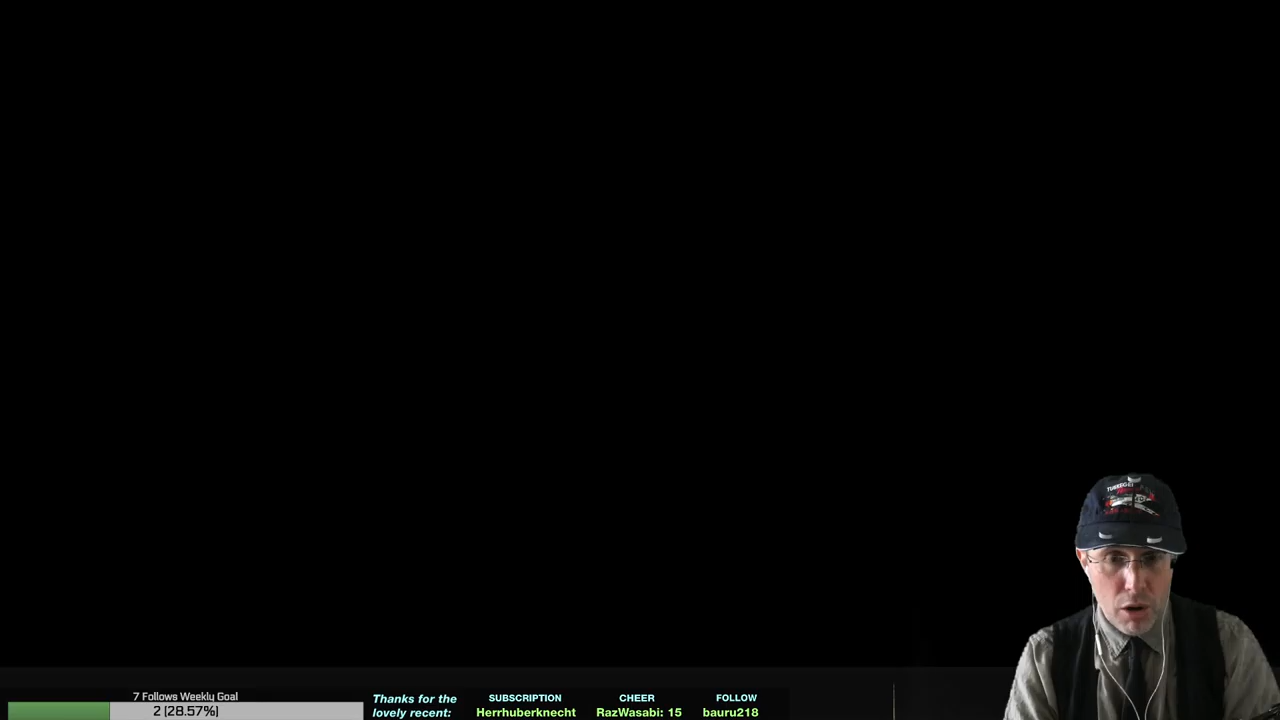 TUSKEGEE
7 Follows Weekly Goal
2 (28.57%)
Thanks for the
lovely recent:
SUBSCRIPTION
Herrhuberknecht
CHEER
RazWasabi: 15
FOLLOW
bauru218